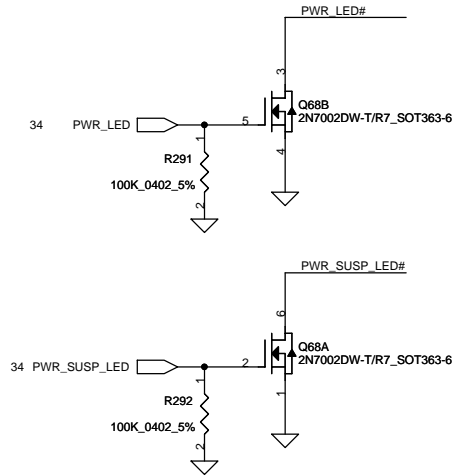 PWR_LED#
3
Q68B
2N7002DW-T/R7_SOT363-6
34 PWR_LED
5
4
1
R291
100K_0402_5%
2
PWR_SUSP_LED#
6
Q68A
2N7002DW-T/R7_SOT363-6
34 PWR_SUSP_LED
2
1
1
R292
100K_0402_5%
2